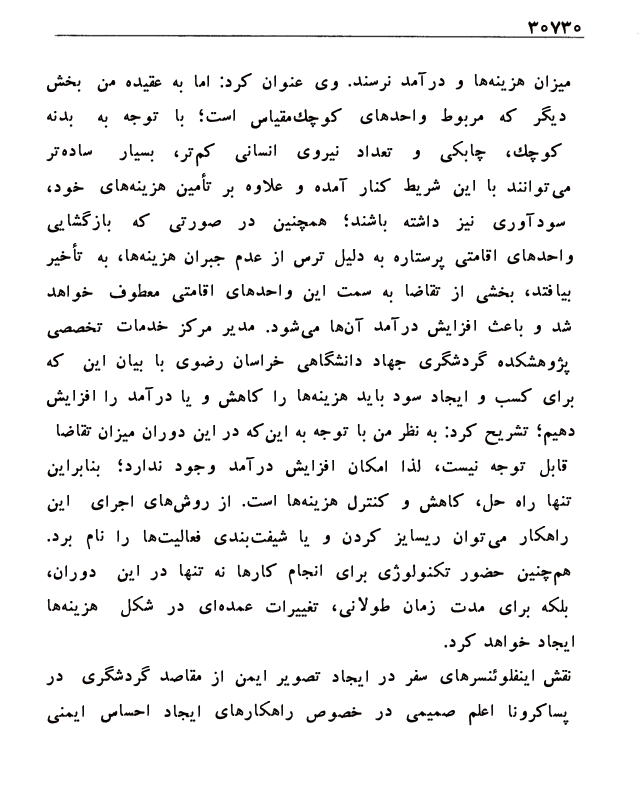 ۳۰۷۳۰
میزان هزینه‌ها و درآمد نرسند. وی عنوان کرد: اما به عقیده من بخش
دیگر که مربوط واحدهای کوچك‌مقیاس است؛ با توجه به بدنه
کوچك، چابکی و تعداد نیروی انسانی کم‌تر، بسیار ساده‌تر
می‌توانند با این شریط کنار آمده و علاوه بر تأمین هزینه‌های خود،
سودآوری نیز داشته باشند؛ همچنین در صورتی که بازگشایی
واحدهای اقامتی پرستاره به دلیل ترس از عدم جبران هزینه‌ها، به تأخیر
بیافتد، بخشی از تقاضا به سمت این واحدهای اقامتی معطوف خواهد
شد و باعث افزایش درآمد آن‌ها می‌شود. مدیر مرکز خدمات تخصصی
پژوهشکده گردشگری جهاد دانشگاهی خراسان رضوی با بیان این که
برای کسب و ایجاد سود باید هزینه‌ها را کاهش و یا درآمد را افزایش
دهیم؛ تشریح کرد: به نظر من با توجه به این‌که در این دوران میزان تقاضا
قابل توجه نیست، لذا امکان افزایش درآمد وجود ندارد؛ بنابراین
تنها راه حل، کاهش و کنترل هزینه‌ها است. از روش‌های اجرای این
راهکار می‌توان ریسایز کردن و یا شیفت‌بندی فعالیت‌ها را نام برد.
هم‌چنین حضور تکنولوژی برای انجام کارها نه تنها در این دوران،
بلکه برای مدت زمان طولانی، تغییرات عمده‌ای در شکل هزینه‌ها
ایجاد خواهد کرد.
نقش اینفلوئنسرهای سفر در ایجاد تصویر ایمن از مقاصد گردشگری در
پساکرونا اعلم صمیمی در خصوص راهکارهای ایجاد احساس ایمنی